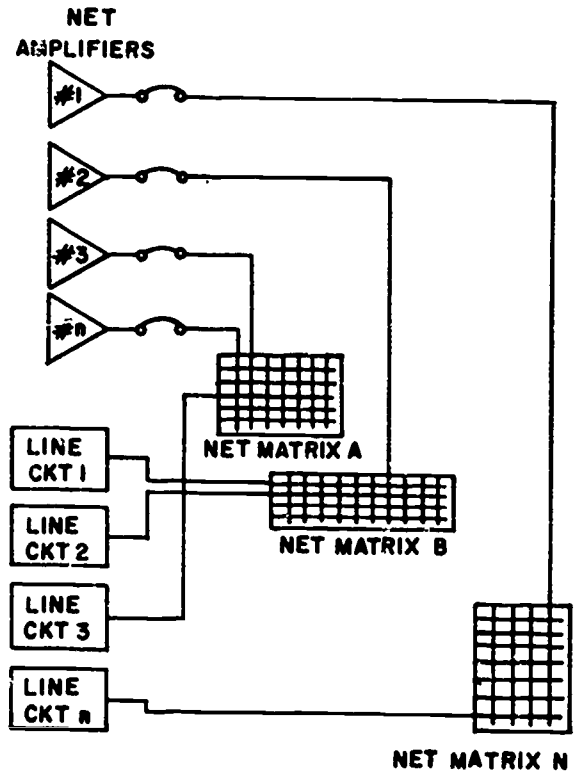 NET
AMPLIFIERS
#1
#2
#3
#n
NET MATRIX A
LINE
CKT 1
NET MATRIX B
LINE
CKT 2
LINE
CKT 3
LINE
CKT n
NET MATRIX N